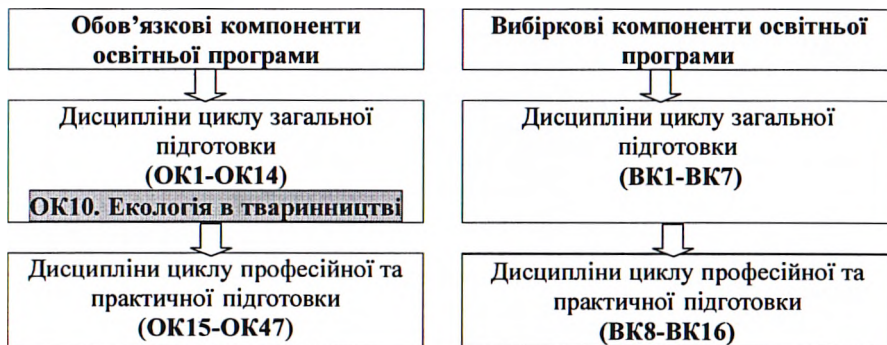 Обов’язкові компоненти
освітньої програми
Дисципліни циклу загальної
підготовки
(ОК1-ОК14)
ОК10. Екологія в тваринництві
Дисципліни циклу професійної та
практичної підготовки
(ОК15-ОК47)
Вибіркові компоненти освітньої
програми
Дисципліни циклу загальної
підготовки
(ВК1-ВК7)
Дисципліни циклу професійної та
практичної підготовки
(ВК8-ВК16)